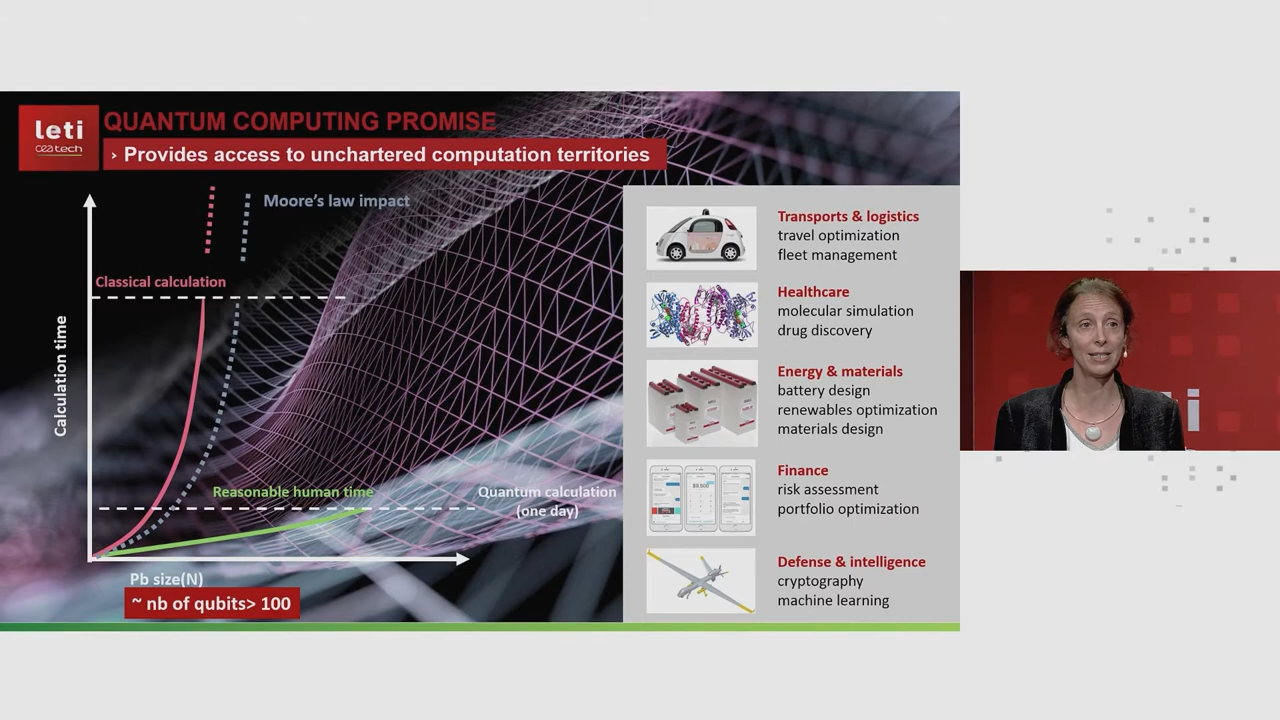 leti
cea tech
QUANTUM COMPUTING PROMISE
› Provides access to unchartered computation territories
Moore's law impact
Classical calculation
Calculation time
Reasonable human time
Quantum calculation
(one day)
Pb size(N)
~ nb of qubits> 100
Transports & logistics
travel optimization
fleet management
Healthcare
molecular simulation
drug discovery
Energy & materials
battery design
renewables optimization
materials design
Finance
risk assessment
portfolio optimization
Defense & intelligence
cryptography
machine learning